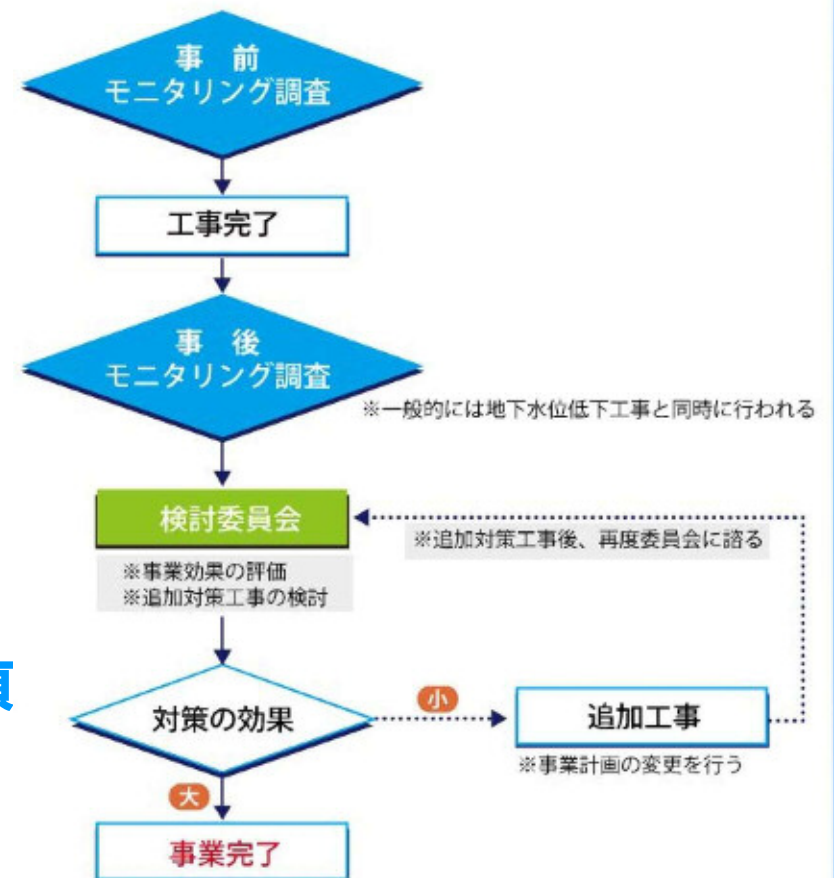 事 前
モニタリング調査
工事完了
事 後
モニタリング調査
※一般的には地下水位低下工事と同時に行われる
検討委員会
※追加対策工事後、再度委員会に諮る
※事業効果の評価
※追加対策工事の検討
対策の効果
小
追加工事
※事業計画の変更を行う
大
事業完了